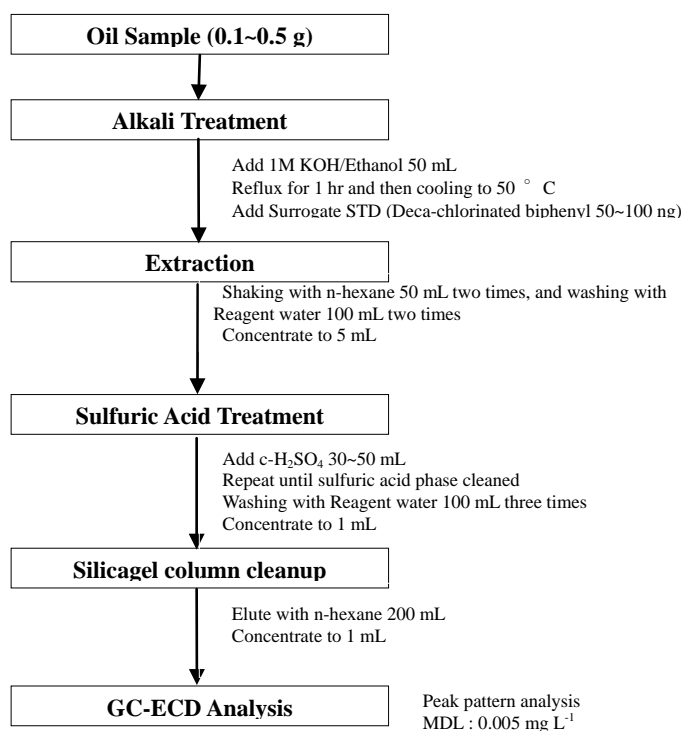 Oil Sample (0.1~0.5 g)
Alkali Treatment
Add 1M KOH/Ethanol 50 mL
Reflux for 1 hr and then cooling to 50 ° C
Add Surrogate STD (Deca-chlorinated biphenyl 50~100 ng)
Extraction
Shaking with n-hexane 50 mL two times, and washing with
Reagent water 100 mL two times
Concentrate to 5 mL
Sulfuric Acid Treatment
Add c-H₂SO₄ 30~50 mL
Repeat until sulfuric acid phase cleaned
Washing with Reagent water 100 mL three times
Concentrate to 1 mL
Silicagel column cleanup
Elute with n-hexane 200 mL
Concentrate to 1 mL
GC-ECD Analysis
Peak pattern analysis
MDL : 0.005 mg L⁻¹